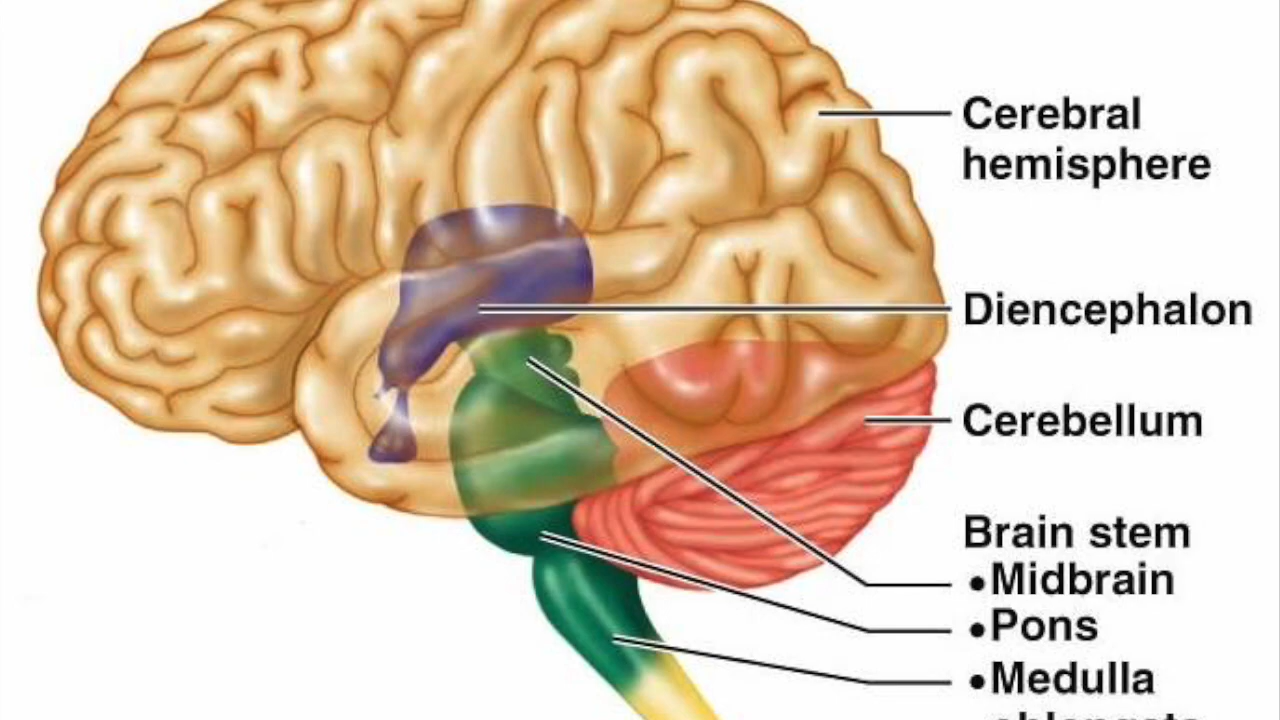 Cerebral
hemisphere
Diencephalon
Cerebellum
Brain stem
•Midbrain
•Pons
•Medulla